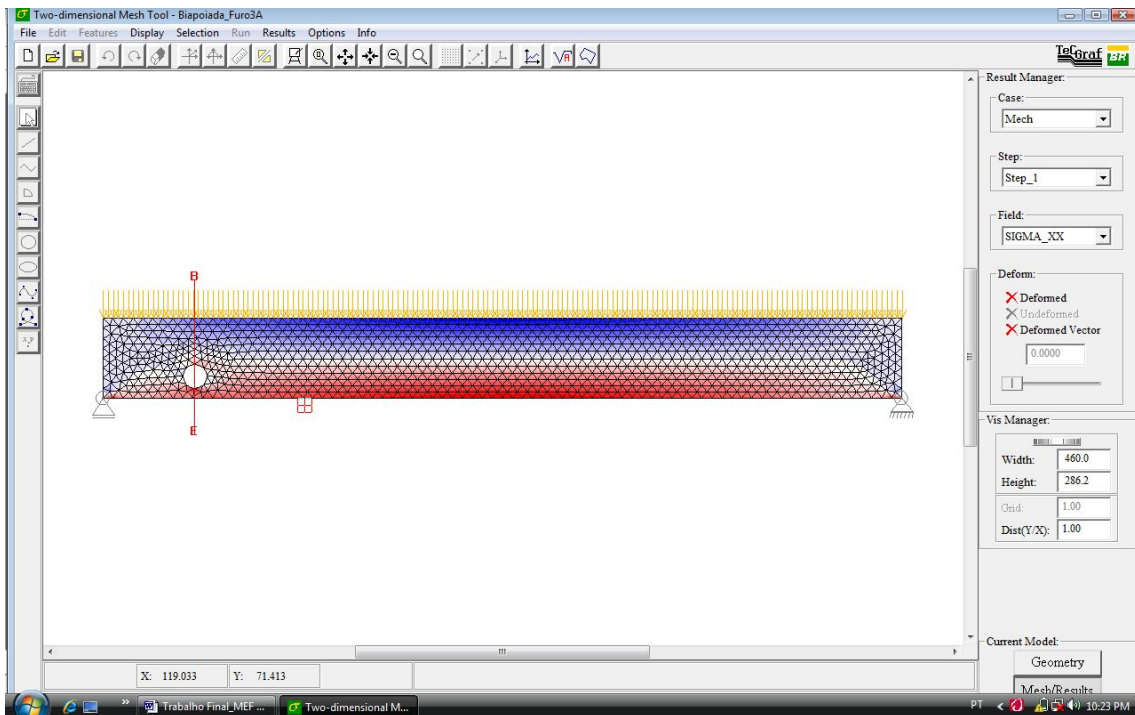 Two-dimensional Mesh Tool - Biapoiada_Furo3A
File Edit Features Display Selection Run Results Options Info
TeCGraf BR
Result Manager:
Case:
Mech
Step:
Step_1
Field:
SIGMA_XX
Deform:
Deformed
Undeformed
Deformed Vector
0.0000
B
E
Vis Manager:
Width: 460.0
Height: 286.2
Grid: 1.00
Dist(Y/X): 1.00
Current Model:
Geometry
Mesh/Results
X: 119.033 Y: 71.413
» Trabalho Final_MEF ... Two-dimensional M... PT < 10:23 PM